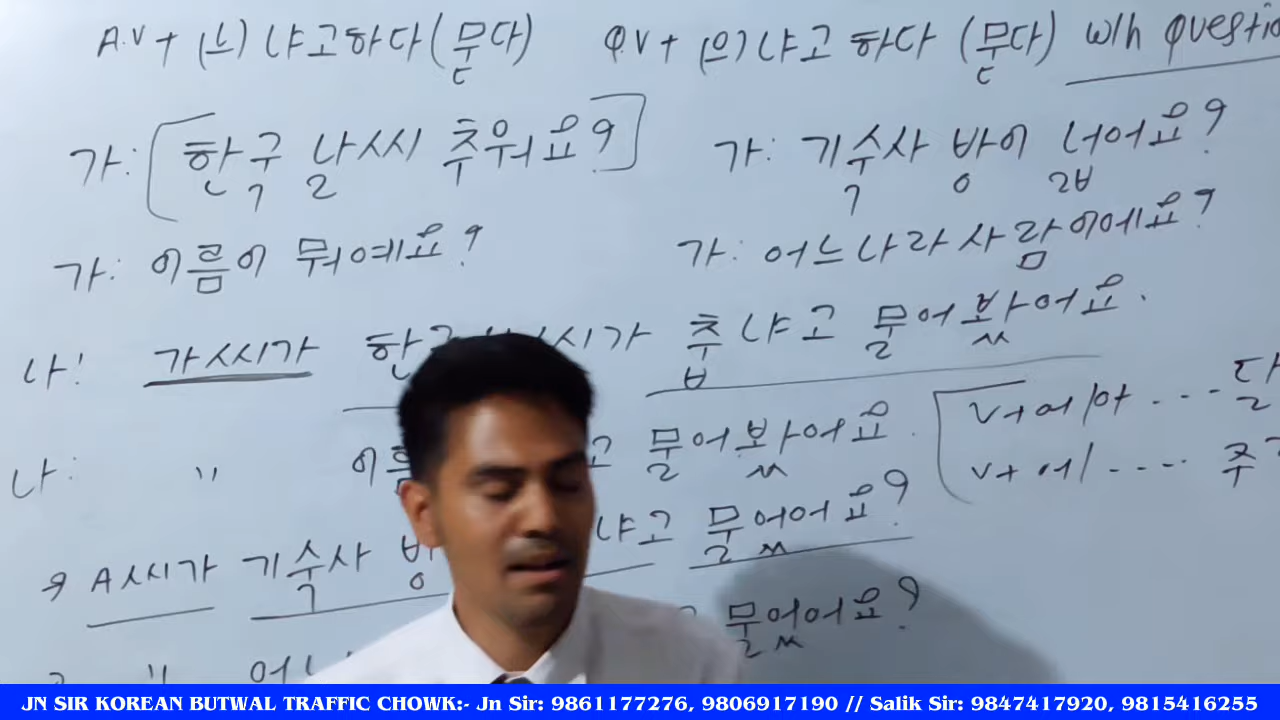 A.V + (느) 냐고하다(묻다) Q.V + (으) 냐고 하다 (묻다) w/h question
가: [한국 날씨 추워요?] 가: 기숙사 방이 넓어요?
가: 이름이 뭐예요? 가: 어느나라 사람이에요?
나: 가씨가 한국 날씨가 춥냐고 물어봤어요.
V+어/아 ... 달
나: " 이름 고 물어봤어요.
V+어/ .... 주
A씨가 기숙사 방 냐고 물었어요?
" 어느 물었어요?
JN SIR KOREAN BUTWAL TRAFFIC CHOWK:- Jn Sir: 9861177276, 9806917190 // Salik Sir: 9847417920, 9815416255